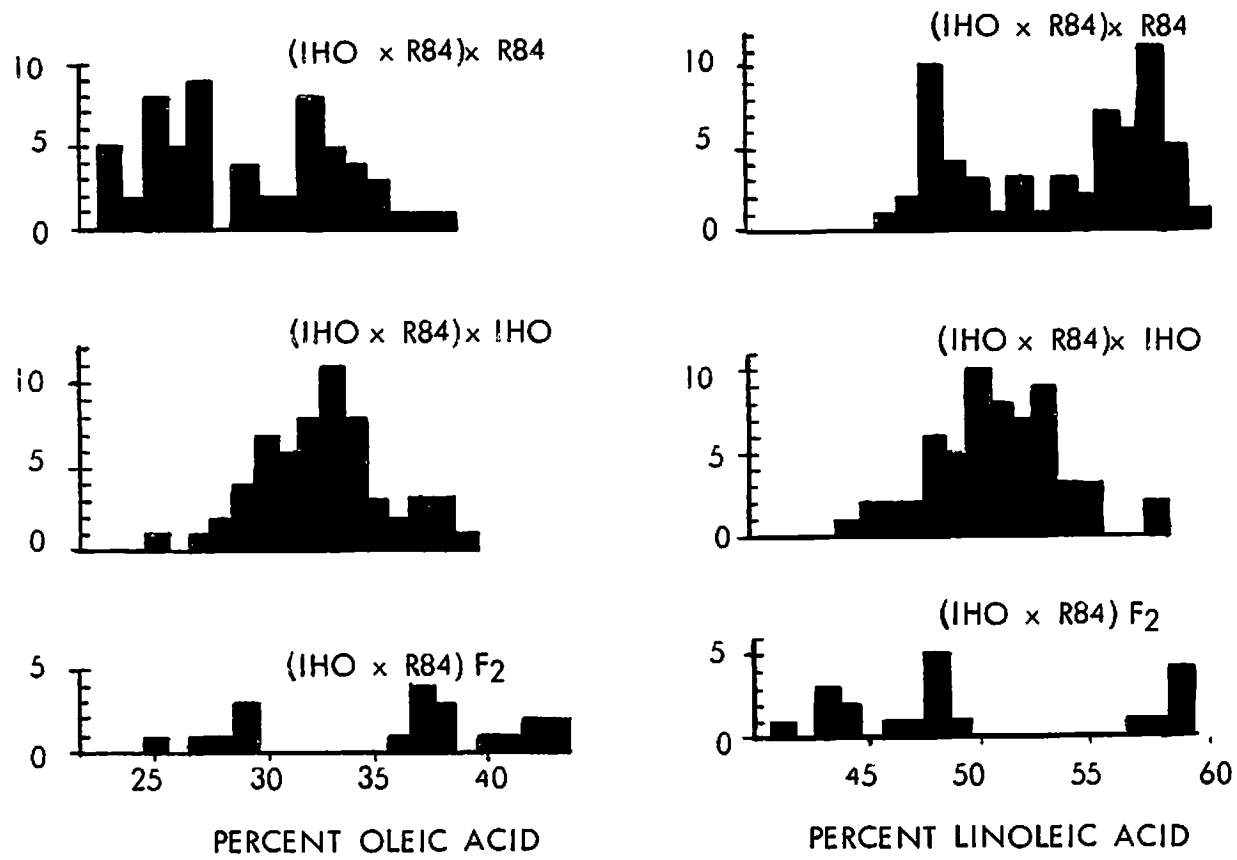 (IHO x R84)x R84
10
5
0
(IHO x R84)x IHO
10
5
0
(IHO x R84) F2
5
0
25 30 35 40
PERCENT OLEIC ACID
(IHO x R84)x R84
10
5
0
(IHO x R84)x IHO
10
5
0
(IHO x R84) F2
5
0
45 50 55 60
PERCENT LINOLEIC ACID